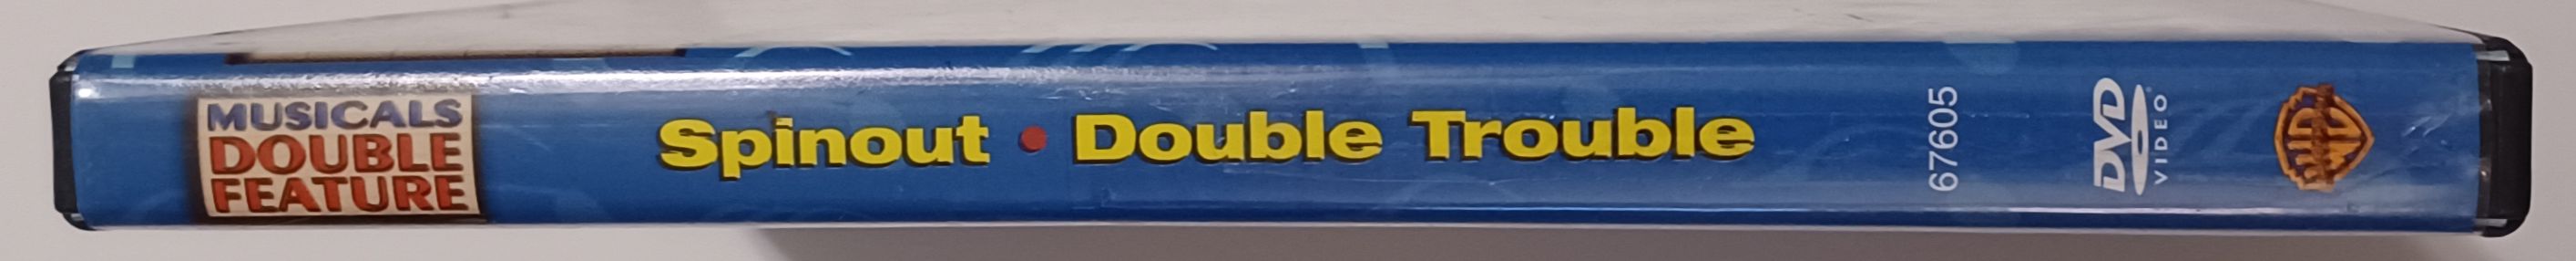 MUSICALS
DOUBLE
FEATURE
Spinout • Double Trouble
67605
DVD
VIDEO
WB